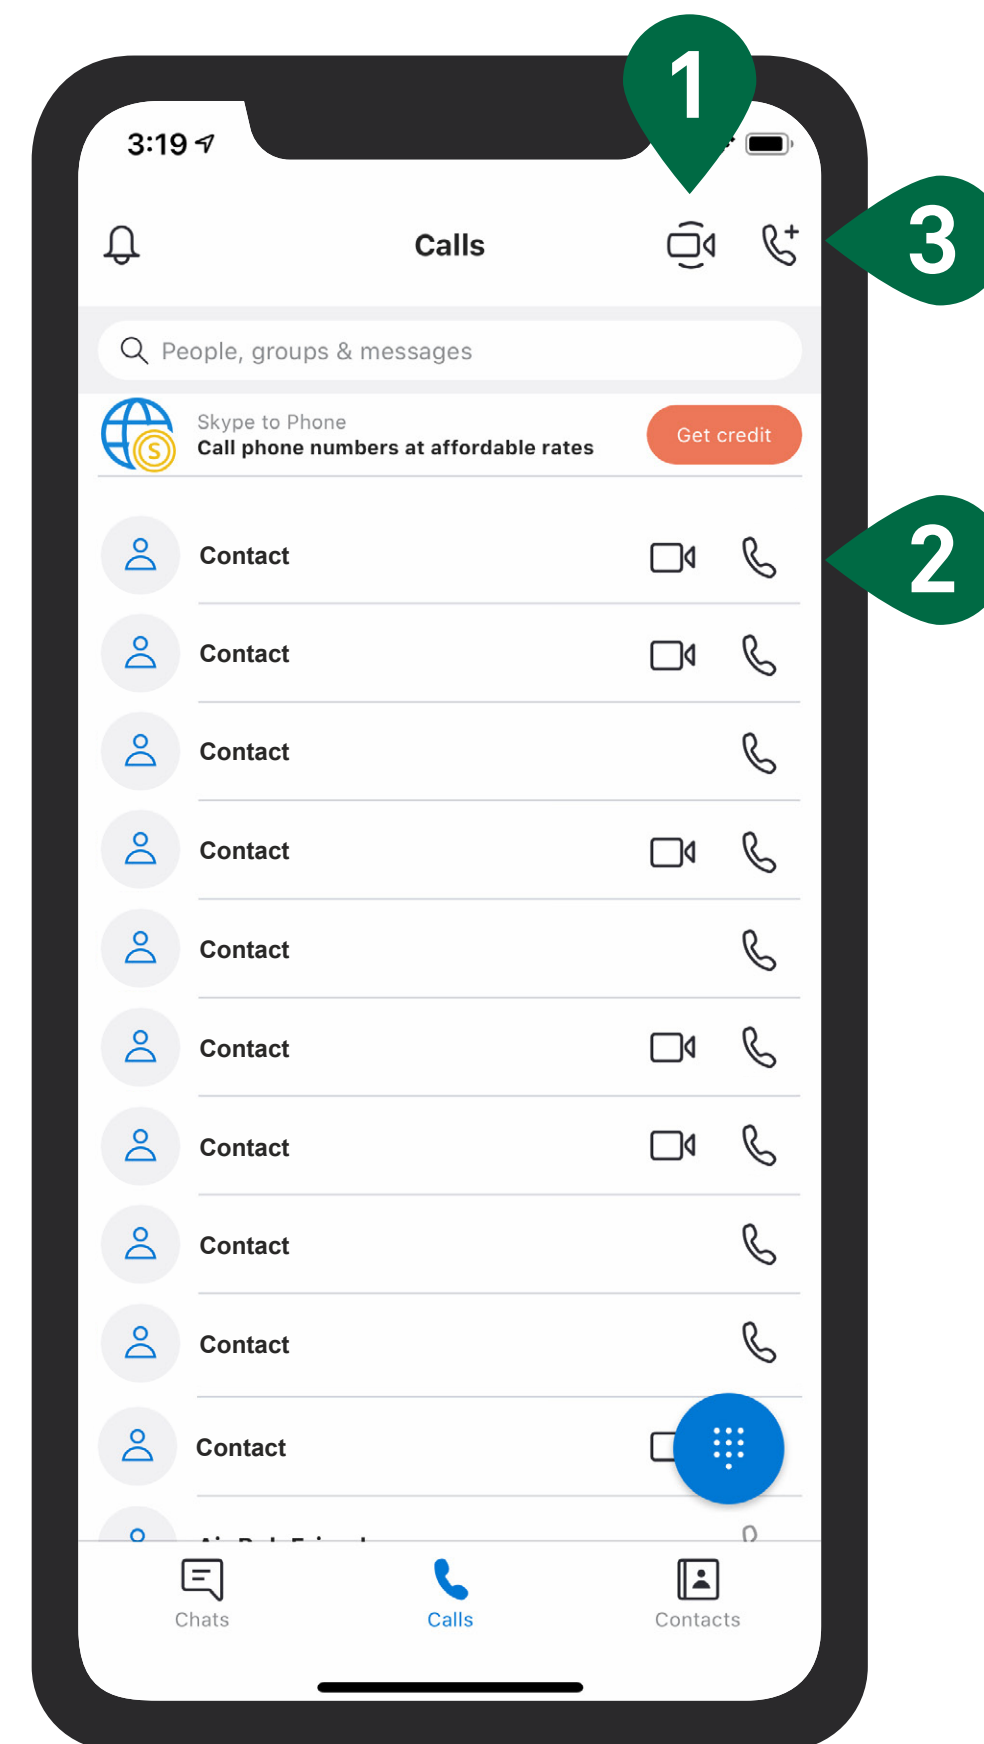 1
3:19
3
Calls
People, groups & messages
Skype to Phone
Call phone numbers at affordable rates
Get credit
S
2
Contact
Contact
Contact
Contact
Contact
Contact
Contact
Contact
Contact
Contact
Chats
Calls
Contacts